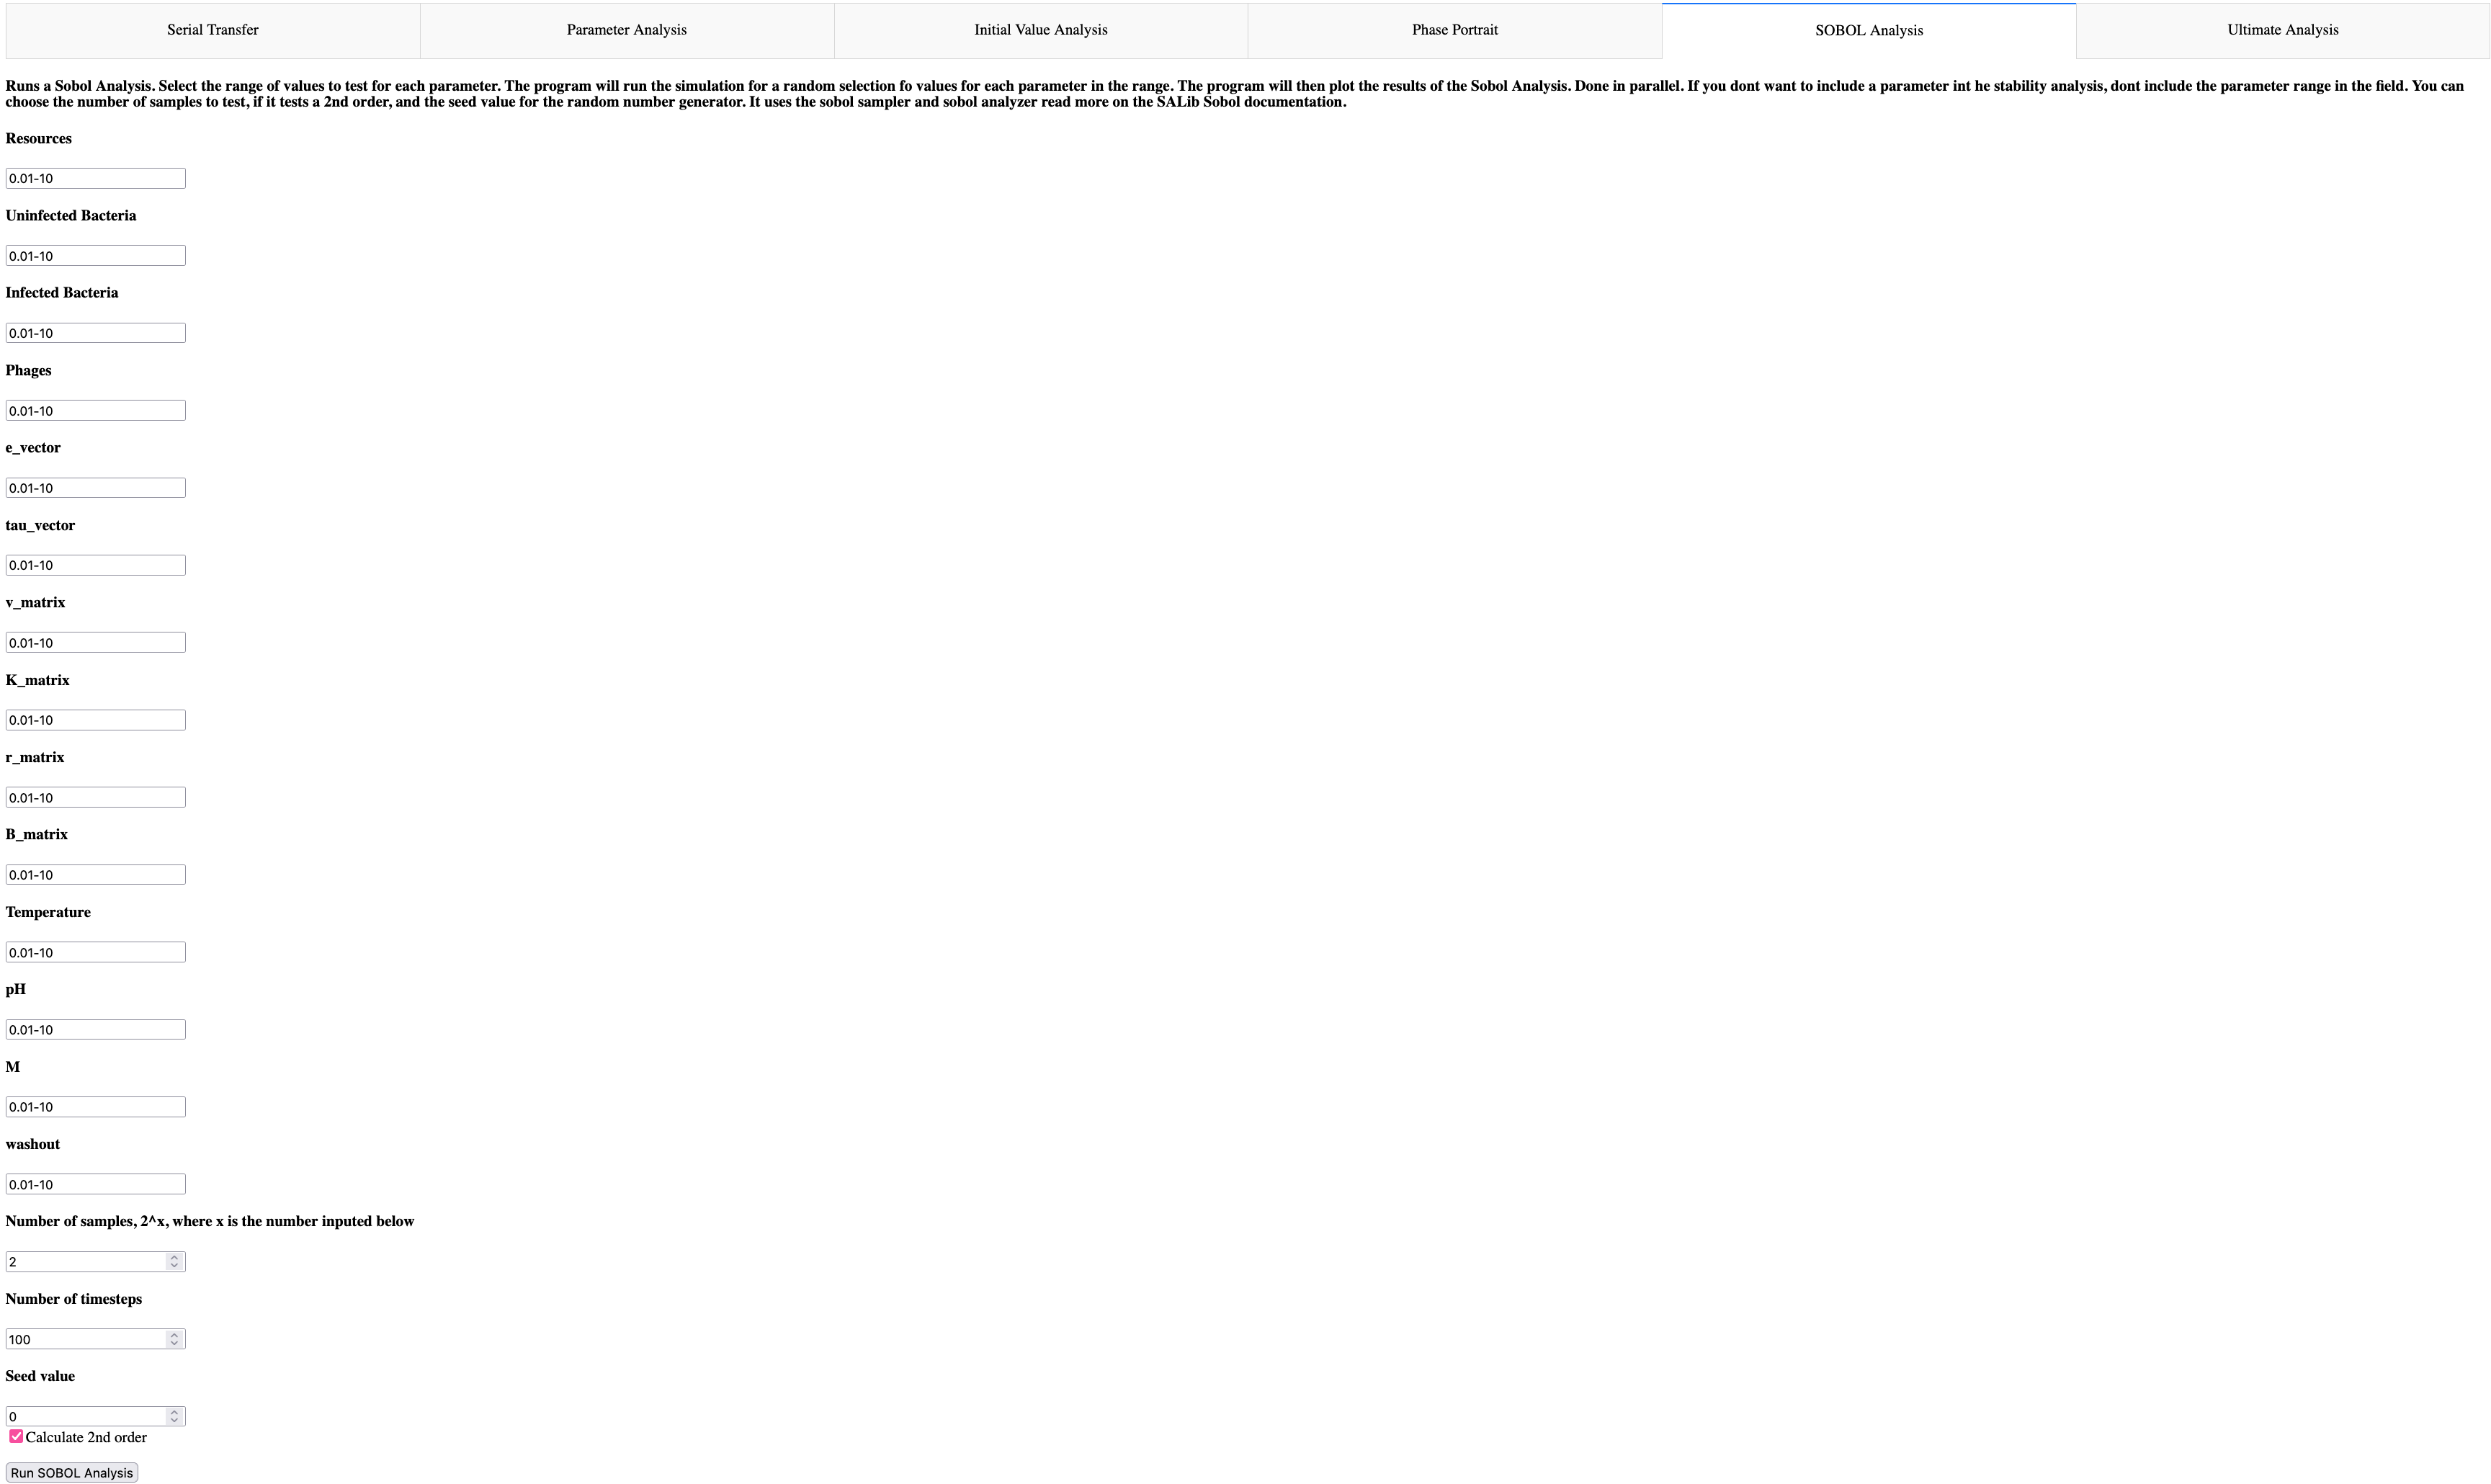 Serial Transfer
Parameter Analysis
Initial Value Analysis
Phase Portrait
SOBOL Analysis
Ultimate Analysis
Runs a Sobol Analysis. Select the range of values to test for each parameter. The program will run the simulation for a random selection fo values for each parameter in the range. The program will then plot the results of the Sobol Analysis. Done in parallel. If you dont want to include a parameter int he stability analysis, dont include the parameter range in the field. You can
choose the number of samples to test, if it tests a 2nd order, and the seed value for the random number generator. It uses the sobol sampler and sobol analyzer read more on the SALib Sobol documentation.
Resources
0.01-10
Uninfected Bacteria
0.01-10
Infected Bacteria
0.01-10
Phages
0.01-10
e_vector
0.01-10
tau_vector
0.01-10
v_matrix
0.01-10
K_matrix
0.01-10
r_matrix
0.01-10
B_matrix
0.01-10
Temperature
0.01-10
pH
0.01-10
M
0.01-10
washout
0.01-10
Number of samples, 2^x, where x is the number inputed below
2
Number of timesteps
100
Seed value
0
Calculate 2nd order
Run SOBOL Analysis